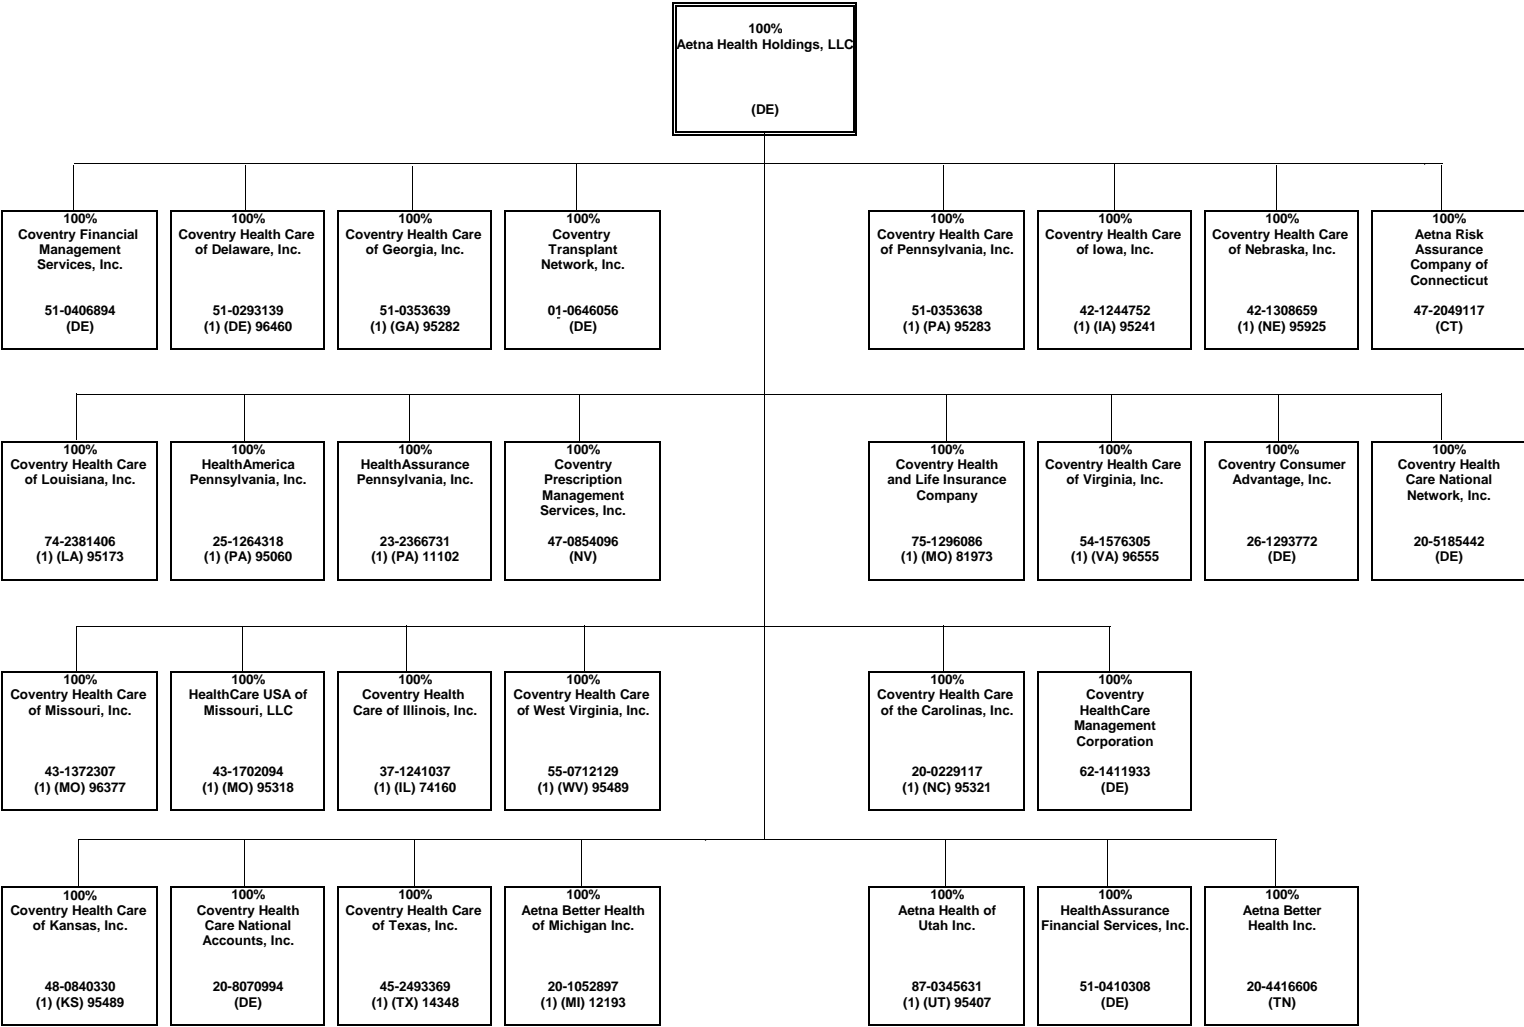 100%
Aetna Health Holdings, LLC
(DE)
100%
Coventry Financial
Management
Services, Inc.
51-0406894
(DE)
100%
Coventry Health Care
of Delaware, Inc.
51-0293139
(1) (DE) 96460
100%
Coventry Health Care
of Georgia, Inc.
51-0353639
(1) (GA) 95282
100%
Coventry
Transplant
Network, Inc.
01-0646056
(DE)
100%
Coventry Health Care
of Pennsylvania, Inc.
51-0353638
(1) (PA) 95283
100%
Coventry Health Care
of Iowa, Inc.
42-1244752
(1) (IA) 95241
100%
Coventry Health Care
of Nebraska, Inc.
42-1308659
(1) (NE) 95925
100%
Aetna Risk
Assurance
Company of
Connecticut
47-2049117
(CT)
100%
Coventry Health Care
of Louisiana, Inc.
74-2381406
(1) (LA) 95173
100%
HealthAmerica
Pennsylvania, Inc.
25-1264318
(1) (PA) 95060
100%
HealthAssurance
Pennsylvania, Inc.
23-2366731
(1) (PA) 11102
100%
Coventry
Prescription
Management
Services, Inc.
47-0854096
(NV)
100%
Coventry Health
and Life Insurance
Company
75-1296086
(1) (MO) 81973
100%
Coventry Health Care
of Virginia, Inc.
54-1576305
(1) (VA) 96555
100%
Coventry Consumer
Advantage, Inc.
26-1293772
(DE)
100%
Coventry Health
Care National
Network, Inc.
20-5185442
(DE)
100%
Coventry Health Care
of Missouri, Inc.
43-1372307
(1) (MO) 96377
100%
HealthCare USA of
Missouri, LLC
43-1702094
(1) (MO) 95318
100%
Coventry Health
Care of Illinois, Inc.
37-1241037
(1) (IL) 74160
100%
Coventry Health Care
of West Virginia, Inc.
55-0712129
(1) (WV) 95489
100%
Coventry Health Care
of the Carolinas, Inc.
20-0229117
(1) (NC) 95321
100%
Coventry
HealthCare
Management
Corporation
62-1411933
(DE)
100%
Coventry Health Care
of Kansas, Inc.
48-0840330
(1) (KS) 95489
100%
Coventry Health
Care National
Accounts, Inc.
20-8070994
(DE)
100%
Coventry Health Care
of Texas, Inc.
45-2493369
(1) (TX) 14348
100%
Aetna Better Health
of Michigan Inc.
20-1052897
(1) (MI) 12193
100%
Aetna Health of
Utah Inc.
87-0345631
(1) (UT) 95407
100%
HealthAssurance
Financial Services, Inc.
51-0410308
(DE)
100%
Aetna Better
Health Inc.
20-4416606
(TN)